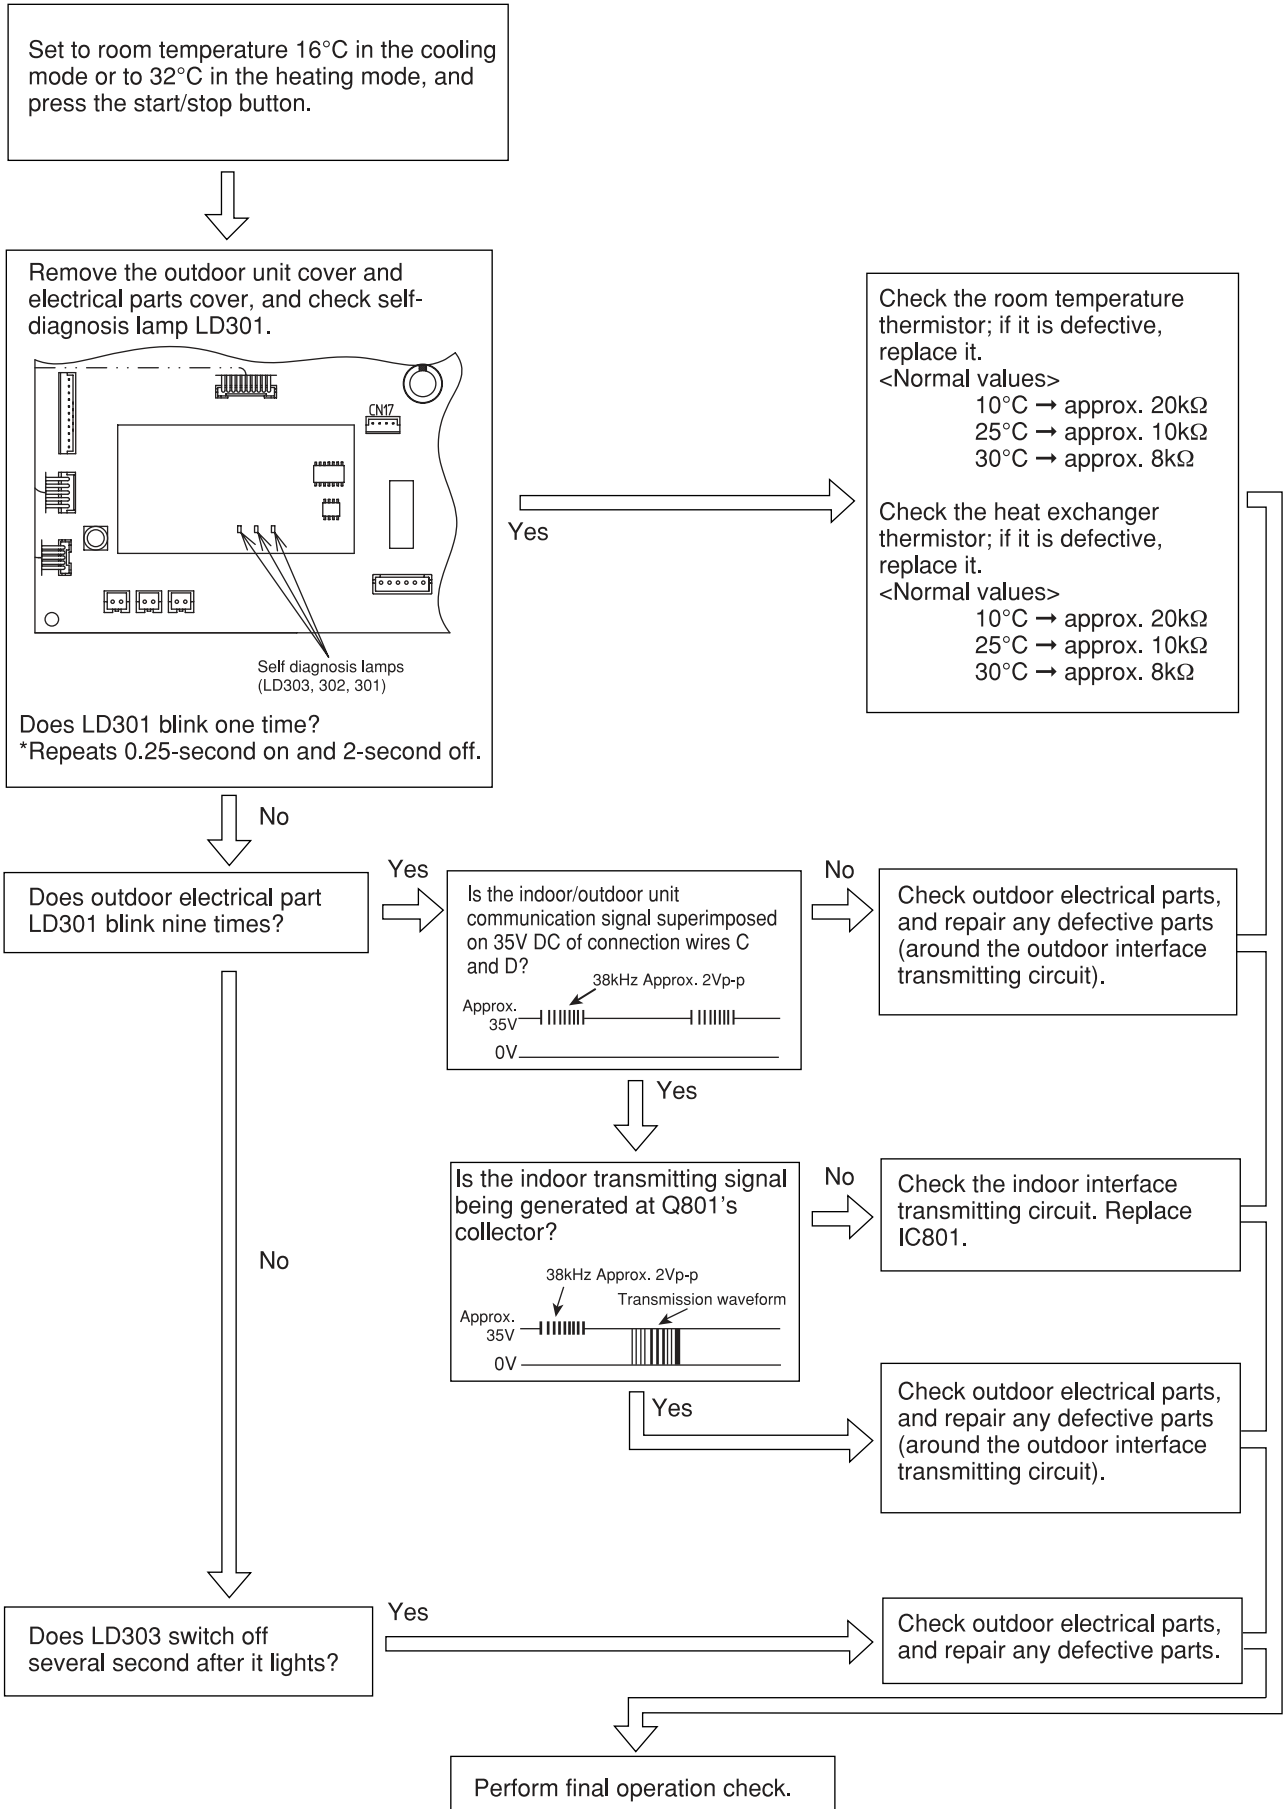 Set to room temperature 16°C in the cooling
mode or to 32°C in the heating mode, and
press the start/stop button.
Remove the outdoor unit cover and
electrical parts cover, and check self-
diagnosis lamp LD301.
CN17
Self diagnosis lamps
(LD303, 302, 301)
Does LD301 blink one time?
*Repeats 0.25-second on and 2-second off.
Yes
Check the room temperature
thermistor; if it is defective,
replace it.
<Normal values>
10°C → approx. 20kΩ
25°C → approx. 10kΩ
30°C → approx. 8kΩ
Check the heat exchanger
thermistor; if it is defective,
replace it.
<Normal values>
10°C → approx. 20kΩ
25°C → approx. 10kΩ
30°C → approx. 8kΩ
No
Does outdoor electrical part
LD301 blink nine times?
Yes
Is the indoor/outdoor unit
communication signal superimposed
on 35V DC of connection wires C
and D?
38kHz Approx. 2Vp-p
Approx.
35V
0V
No
Check outdoor electrical parts,
and repair any defective parts
(around the outdoor interface
transmitting circuit).
Yes
Is the indoor transmitting signal
being generated at Q801's
collector?
38kHz Approx. 2Vp-p
Transmission waveform
Approx.
35V
0V
No
Check the indoor interface
transmitting circuit. Replace
IC801.
Yes
Check outdoor electrical parts,
and repair any defective parts
(around the outdoor interface
transmitting circuit).
No
Does LD303 switch off
several second after it lights?
Yes
Check outdoor electrical parts,
and repair any defective parts.
Perform final operation check.